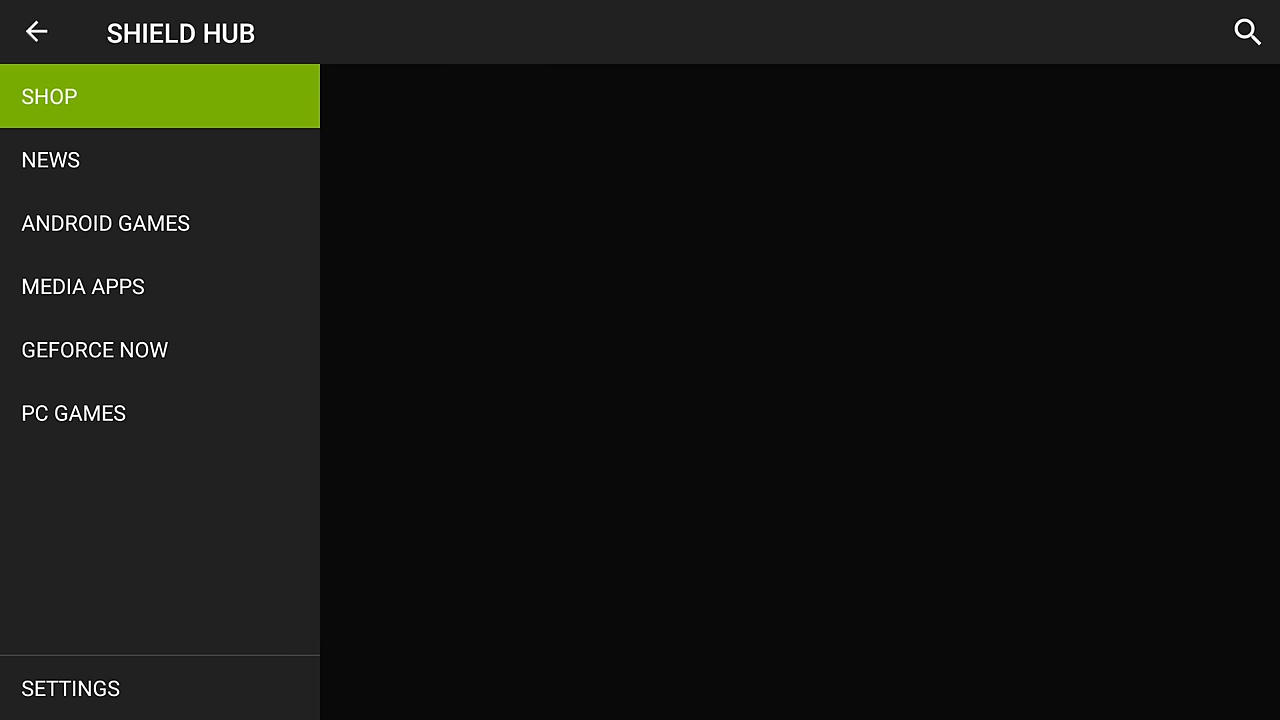 SHIELD HUB
SHOP
NEWS
ANDROID GAMES
MEDIA APPS
GEFORCE NOW
PC GAMES
SETTINGS